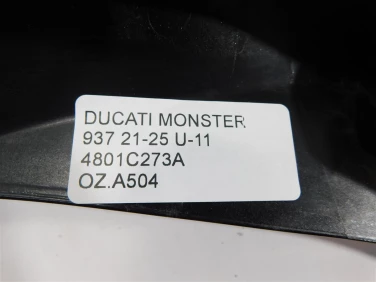 DUCATI MONSTER
937 21-25 U-11
4801C273A
OZ.A504